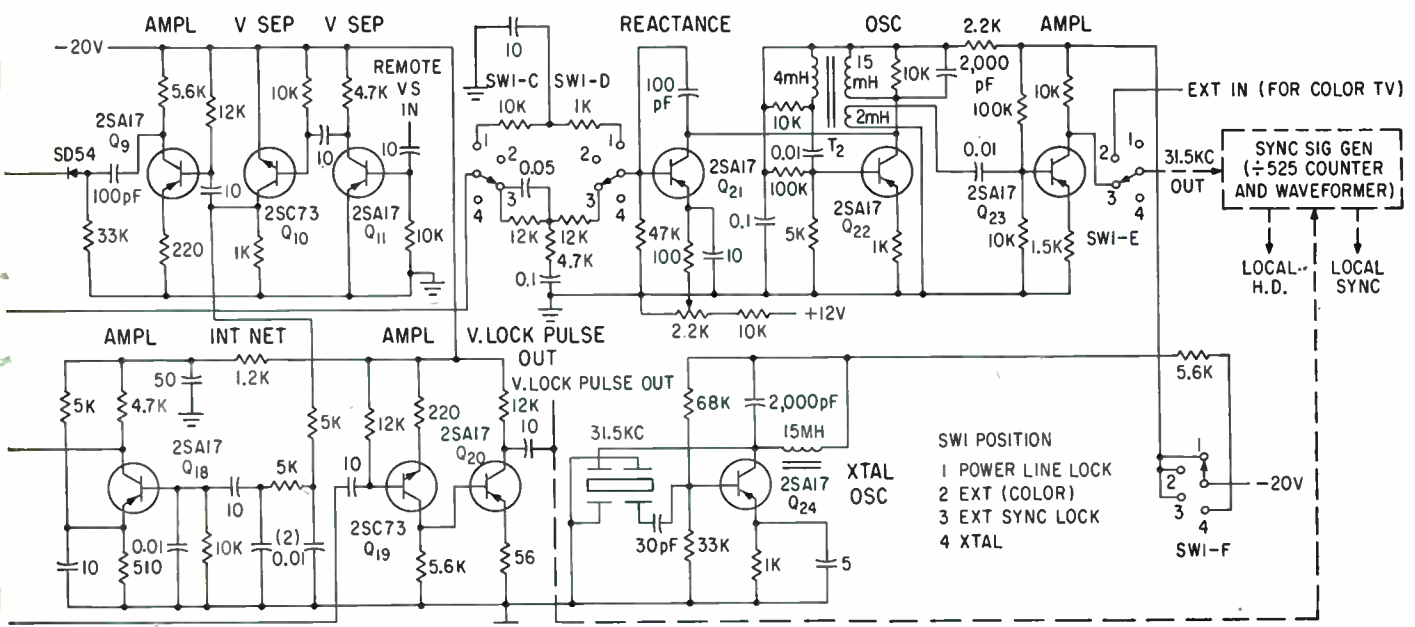 AMPL V SEP V SEP
-20V
5.6K
12K
10K
4.7K
REMOTE
VS
IN
10
2SA17
Q9
SD54
100pF
10
10
2SC73
Q10
2SA17
Q11
33K
220
1K
10K
10
SW1-C SW1-D
10K
1K
1
2
3
4
0.05
1
2
3
4
12K
12K
4.7K
0.1
REACTANCE
100
pF
2SA17
Q21
47K
100
10
2.2K
10K
+12V
OSC
4mH
15
mH
10K
2,000
pF
2.2K
10K
2mH
T2
0.01
100K
0.1
5K
2SA17
Q22
1K
AMPL
100K
10K
0.01
2SA17
Q23
10K
1.5K
EXT IN (FOR COLOR TV)
1
2
3
4
SW1-E
31.5KC
OUT
SYNC SIG GEN
(÷525 COUNTER
AND WAVEFORMER)
LOCAL
H.D.
LOCAL
SYNC
AMPL INT NET AMPL V.LOCK PULSE
OUT
1.2K
50
5K
4.7K
5K
2SA17
Q18
5K
10
10
0.01
510
10K
(2)
0.01
12K
220
10
2SC73
Q19
5.6K
2SA17
Q20
12K
10
56
V.LOCK PULSE OUT
31.5KC
68K
2,000pF
15MH
2SA17
Q24
XTAL
OSC
30pF
33K
1K
5
SW1 POSITION
1 POWER LINE LOCK
2 EXT (COLOR)
3 EXT SYNC LOCK
4 XTAL
5.6K
1
2
3
4
-20V
SW1-F